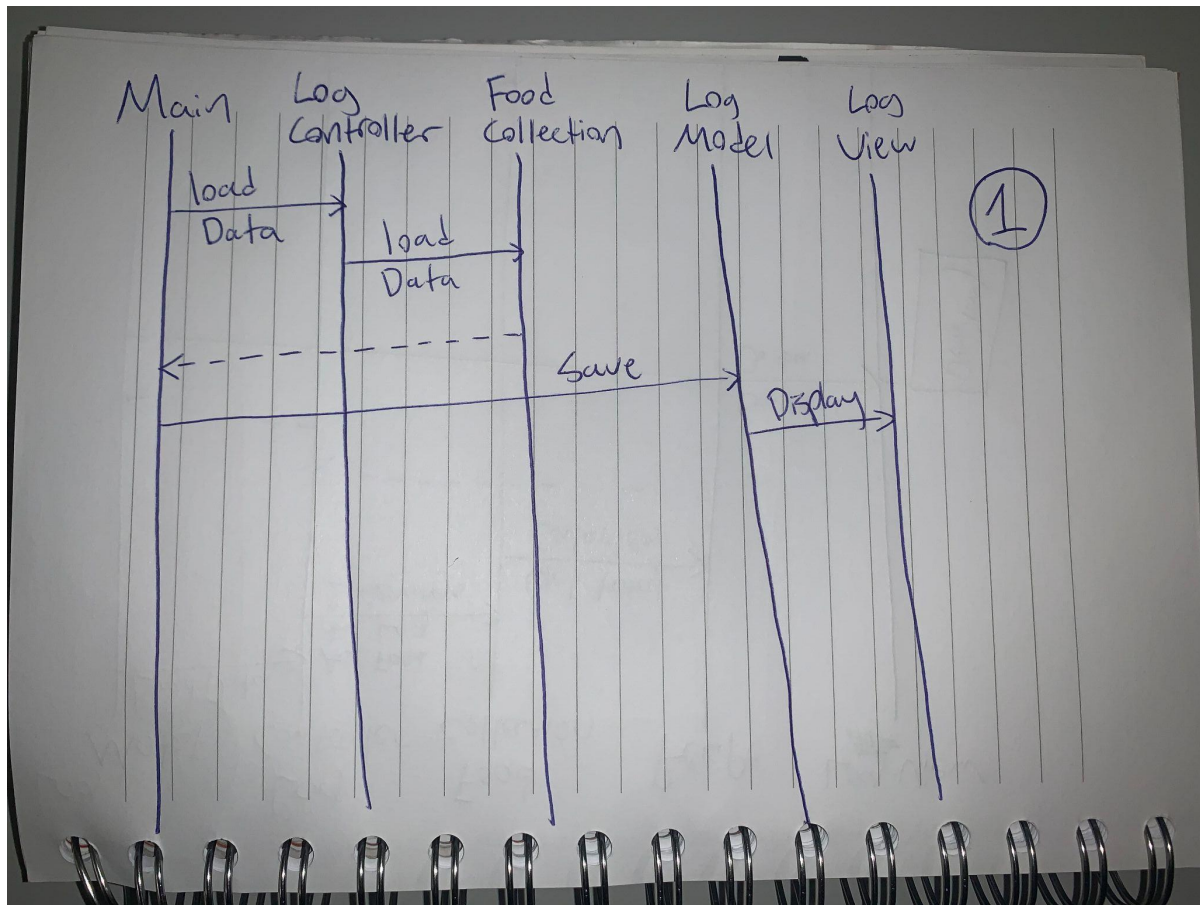 Main
Log
Controller
Food
Collection
Log
Model
Log
View
1
load
Data
load
Data
Save
Display